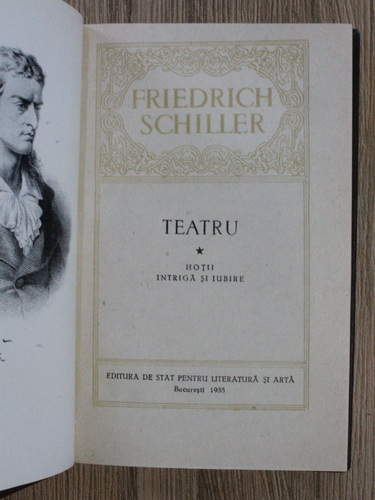 FRIEDRICH
SCHILLER
TEATRU
HOȚII
INTRIGĂ ȘI IUBIRE
EDITURA DE STAT PENTRU LITERATURĂ ȘI ARTĂ
București 1955